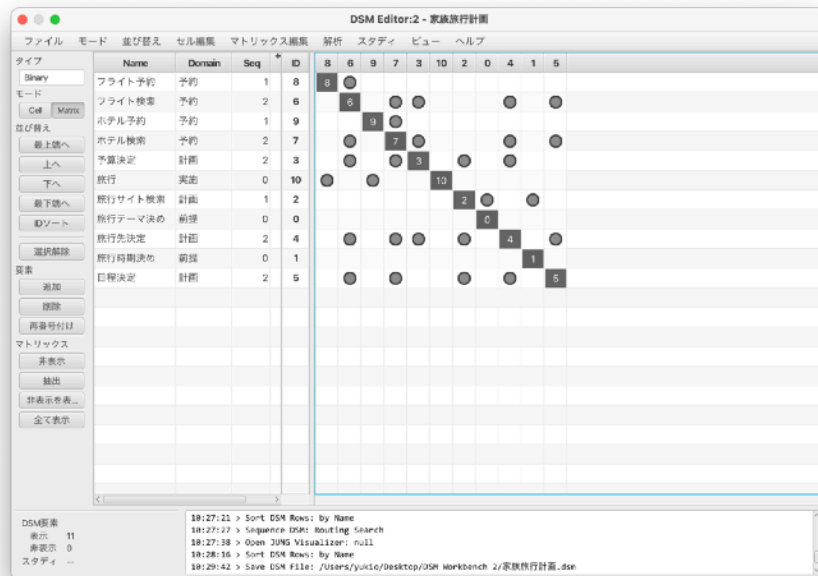 DSM Editor:2 - 家族旅行計画
ファイル モード 並び替え セル編集 マトリックス編集 解析 スタディ ビュー ヘルプ
タイプ
Binary
モード
Cell Matrix
並び替え
最上端へ
上へ
下へ
最下端へ
IDソート
選択解除
要素
追加
削除
再番号付け
マトリックス
非表示
抽出
非表示を表...
全て表示
Name Domain Seq ID 8 6 9 7 3 10 2 0 4 1 5
フライト予約 予約 1 8 8
フライト検索 予約 2 6 6
ホテル予約 予約 1 9 9
ホテル検索 予約 2 7 7
予算決定 計画 2 3 3
旅行 実施 0 10 10
旅行サイト検索 計画 1 2 2
旅行テーマ決め 前提 0 0 0
旅行先決定 計画 2 4 4
旅行時期決め 前提 0 1 1
日程決定 計画 2 5 5
DSM要素
表示 11
非表示 0
スタディ --
10:27:21 > Sort DSM Rows: by Name
10:27:27 > Sequence DSM: Routing Search
10:27:38 > Open JUNG Visualizer: null
10:28:16 > Sort DSM Rows: by Name
10:29:42 > Save DSM File: /Users/yukio/Desktop/DSM Workbench 2/家族旅行計画.dsm